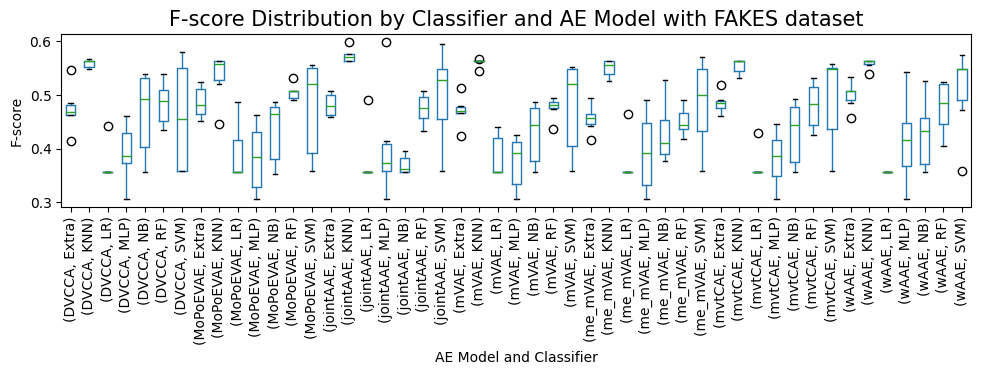 F-score Distribution by Classifier and AE Model with FAKES dataset
0.6
0.5
0.4
0.3
F-score
(DVCCA, Extra)
(DVCCA, KNN)
(DVCCA, LR)
(DVCCA, MLP)
(DVCCA, NB)
(DVCCA, RF)
(DVCCA, SVM)
(MoPoEVAE, Extra)
(MoPoEVAE, KNN)
(MoPoEVAE, LR)
(MoPoEVAE, MLP)
(MoPoEVAE, NB)
(MoPoEVAE, RF)
(MoPoEVAE, SVM)
(jointAAE, Extra)
(jointAAE, KNN)
(jointAAE, LR)
(jointAAE, MLP)
(jointAAE, NB)
(jointAAE, RF)
(jointAAE, SVM)
(mVAE, Extra)
(mVAE, KNN)
(mVAE, LR)
(mVAE, MLP)
(mVAE, NB)
(mVAE, RF)
(mVAE, SVM)
(me_mVAE, Extra)
(me_mVAE, KNN)
(me_mVAE, LR)
(me_mVAE, MLP)
(me_mVAE, NB)
(me_mVAE, RF)
(me_mVAE, SVM)
(mvtCAE, Extra)
(mvtCAE, KNN)
(mvtCAE, LR)
(mvtCAE, MLP)
(mvtCAE, NB)
(mvtCAE, RF)
(mvtCAE, SVM)
(wAAE, Extra)
(wAAE, KNN)
(wAAE, LR)
(wAAE, MLP)
(wAAE, NB)
(wAAE, RF)
(wAAE, SVM)
AE Model and Classifier